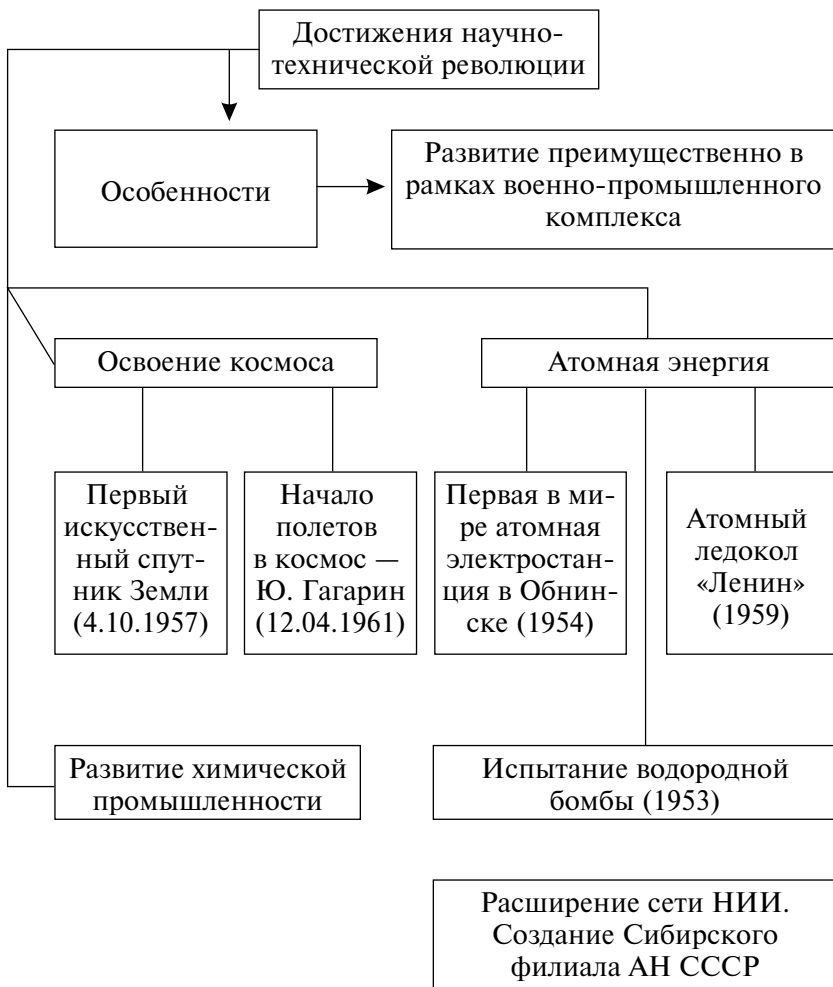 Достижения научно-
технической революции
Особенности
Развитие преимущественно в
рамках военно-промышленного
комплекса
Освоение космоса
Атомная энергия
Первый
искусствен-
ный спут-
ник Земли
(4.10.1957)
Начало
полетов
в космос —
Ю. Гагарин
(12.04.1961)
Первая в ми-
ре атомная
электростан-
ция в Обнин-
ске (1954)
Атомный
ледокол
«Ленин»
(1959)
Развитие химической
промышленности
Испытание водородной
бомбы (1953)
Расширение сети НИИ.
Создание Сибирского
филиала АН СССР